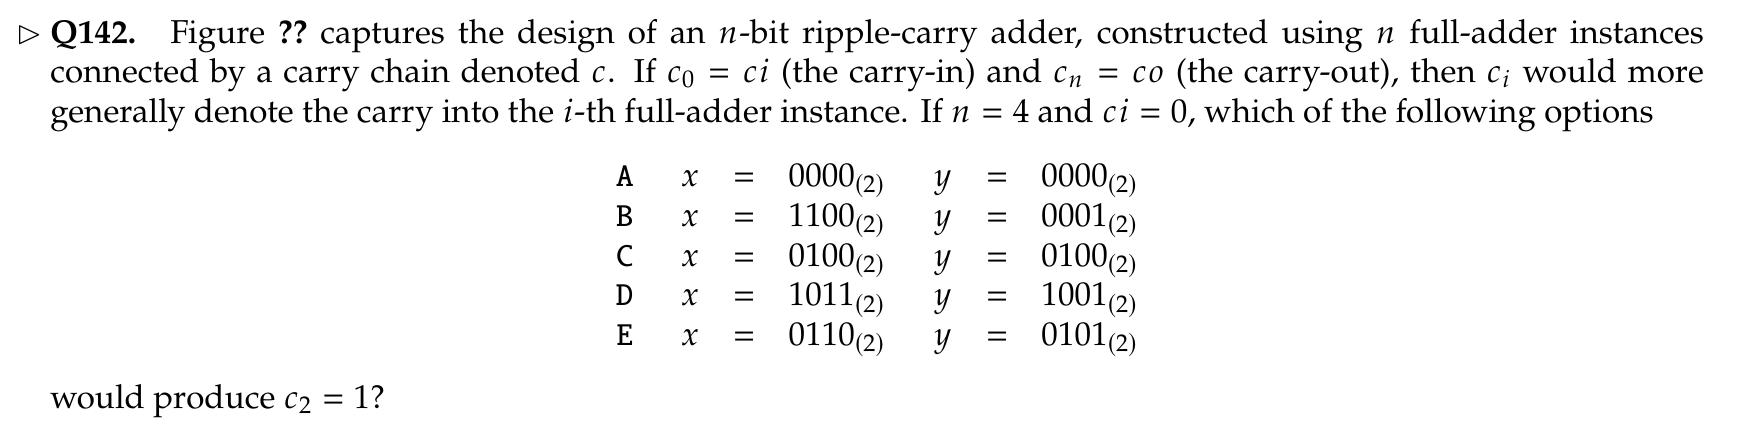 ▷ Q142. Figure ?? captures the design of an n-bit ripple-carry adder, constructed using n full-adder instances
connected by a carry chain denoted c. If c₀ = ci (the carry-in) and cₙ = co (the carry-out), then cᵢ would more
generally denote the carry into the i-th full-adder instance. If n = 4 and ci = 0, which of the following options
A x = 0000₍₂₎ y = 0000₍₂₎
B x = 1100₍₂₎ y = 0001₍₂₎
C x = 0100₍₂₎ y = 0100₍₂₎
D x = 1011₍₂₎ y = 1001₍₂₎
E x = 0110₍₂₎ y = 0101₍₂₎
would produce c₂ = 1?